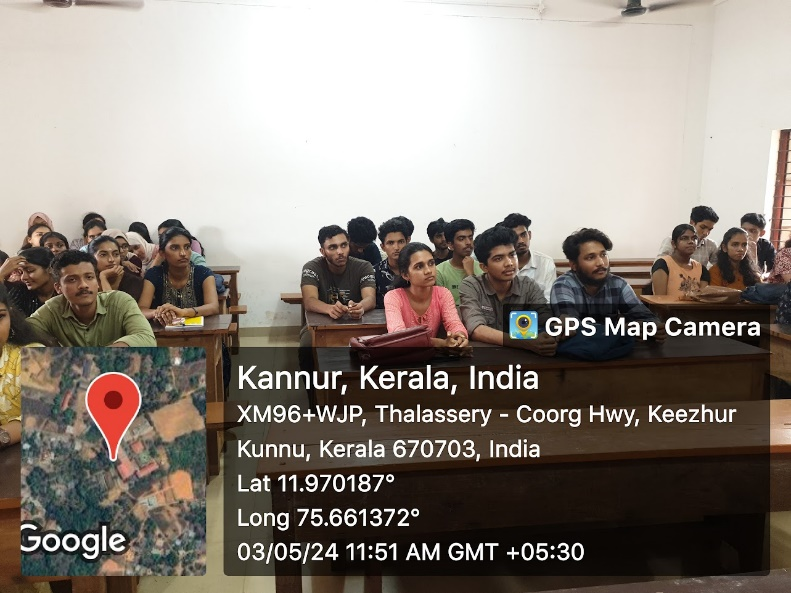 GPS Map Camera
Kannur, Kerala, India
XM96+WJP, Thalassery - Coorg Hwy, Keezhur
Kunnu, Kerala 670703, India
Lat 11.970187°
Long 75.661372°
03/05/24 11:51 AM GMT +05:30
Google